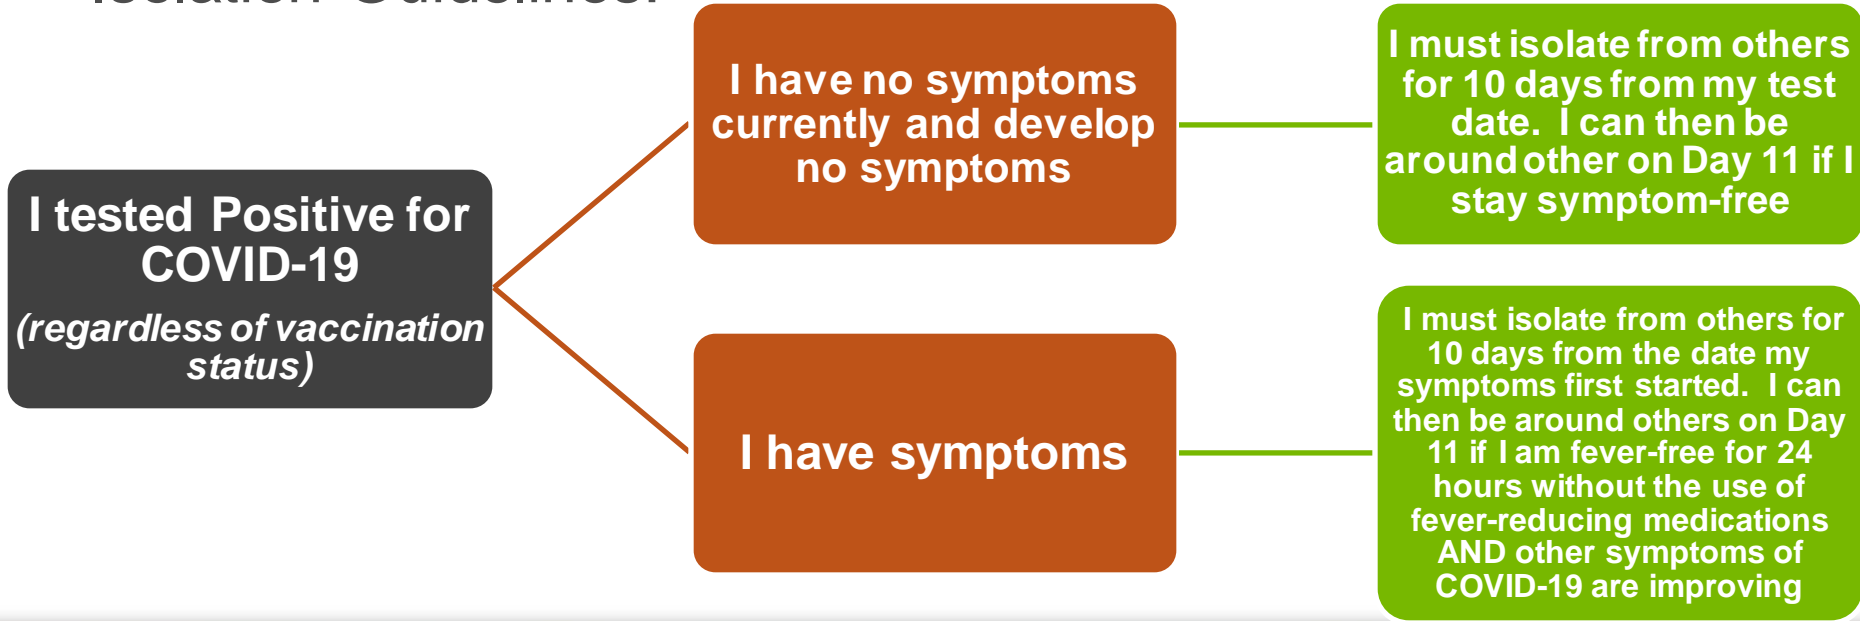 Isolation Guidelines:
I tested Positive for
COVID-19
(regardless of vaccination
status)
I have no symptoms
currently and develop
no symptoms
I must isolate from others
for 10 days from my test
date. I can then be
around other on Day 11 if I
stay symptom-free
I have symptoms
I must isolate from others for
10 days from the date my
symptoms first started. I can
then be around others on Day
11 if I am fever-free for 24
hours without the use of
fever-reducing medications
AND other symptoms of
COVID-19 are improving